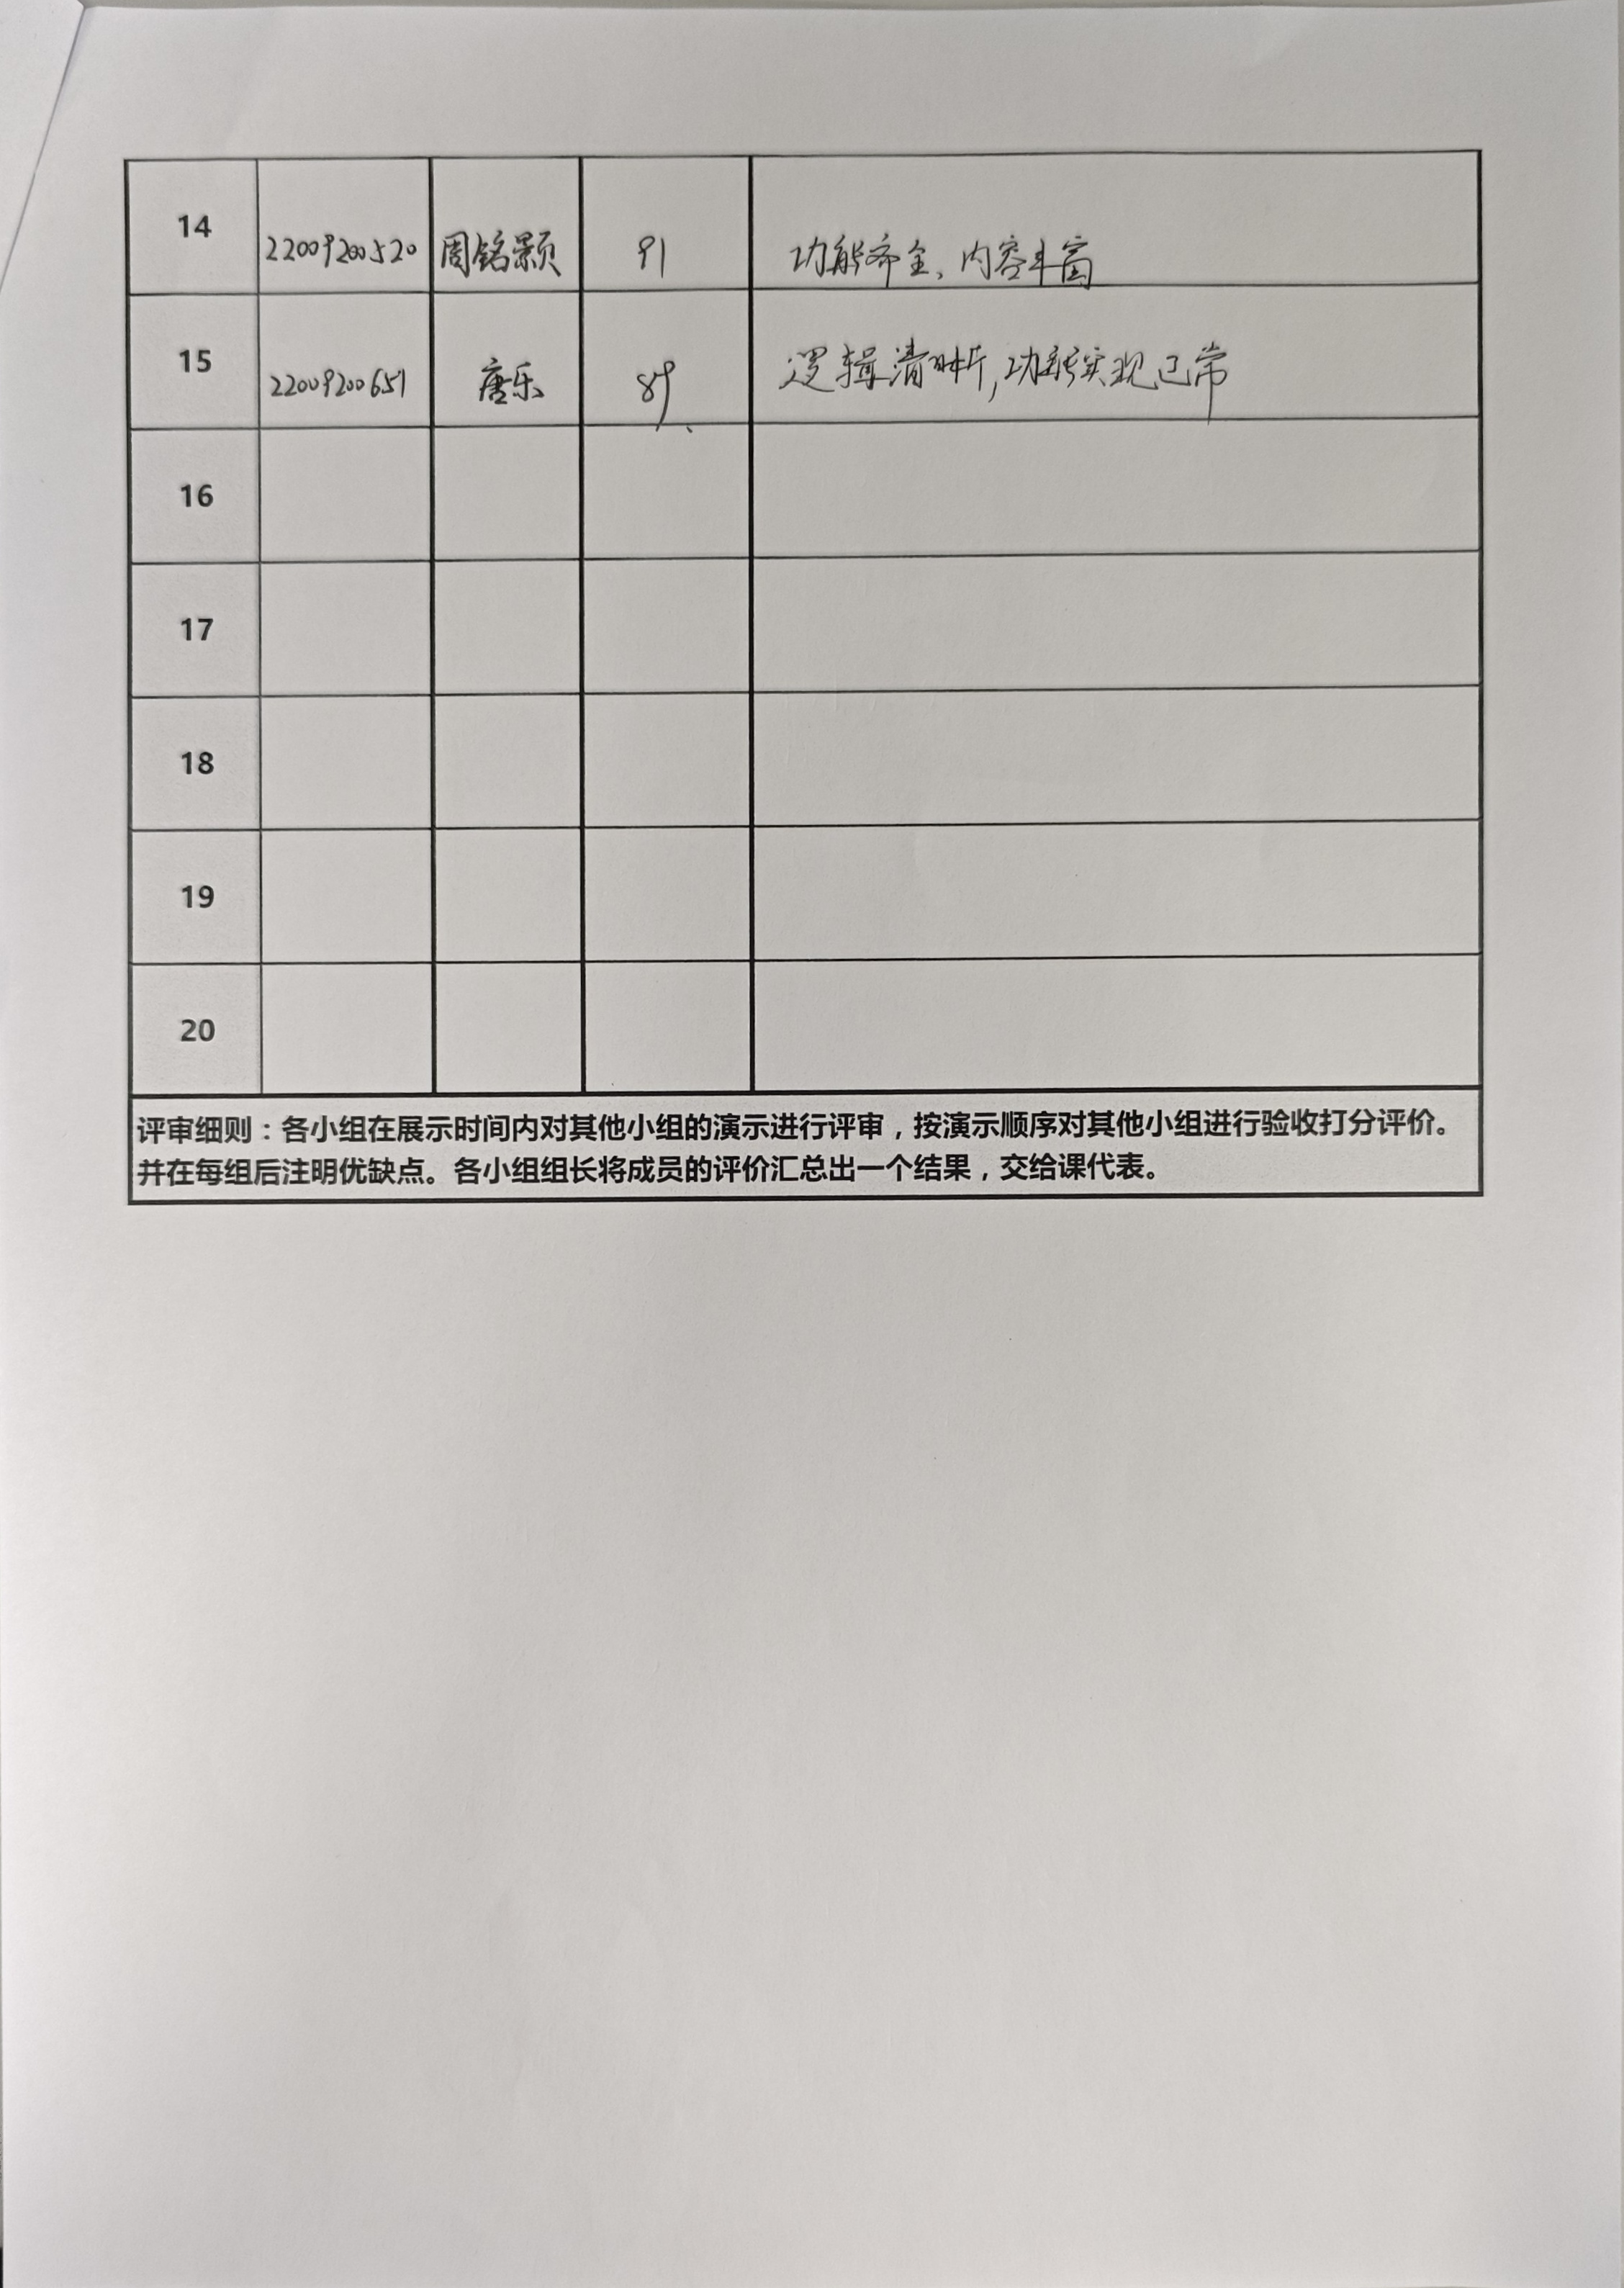 14 22009200520 周铭颢 91 功能齐全、内容丰富
15 22009200651 唐乐 89 逻辑清晰,功能实现正常
16
17
18
19
20
评审细则：各小组在展示时间内对其他小组的演示进行评审，按演示顺序对其他小组进行验收打分评价。
并在每组后注明优缺点。各小组组长将成员的评价汇总出一个结果，交给课代表。